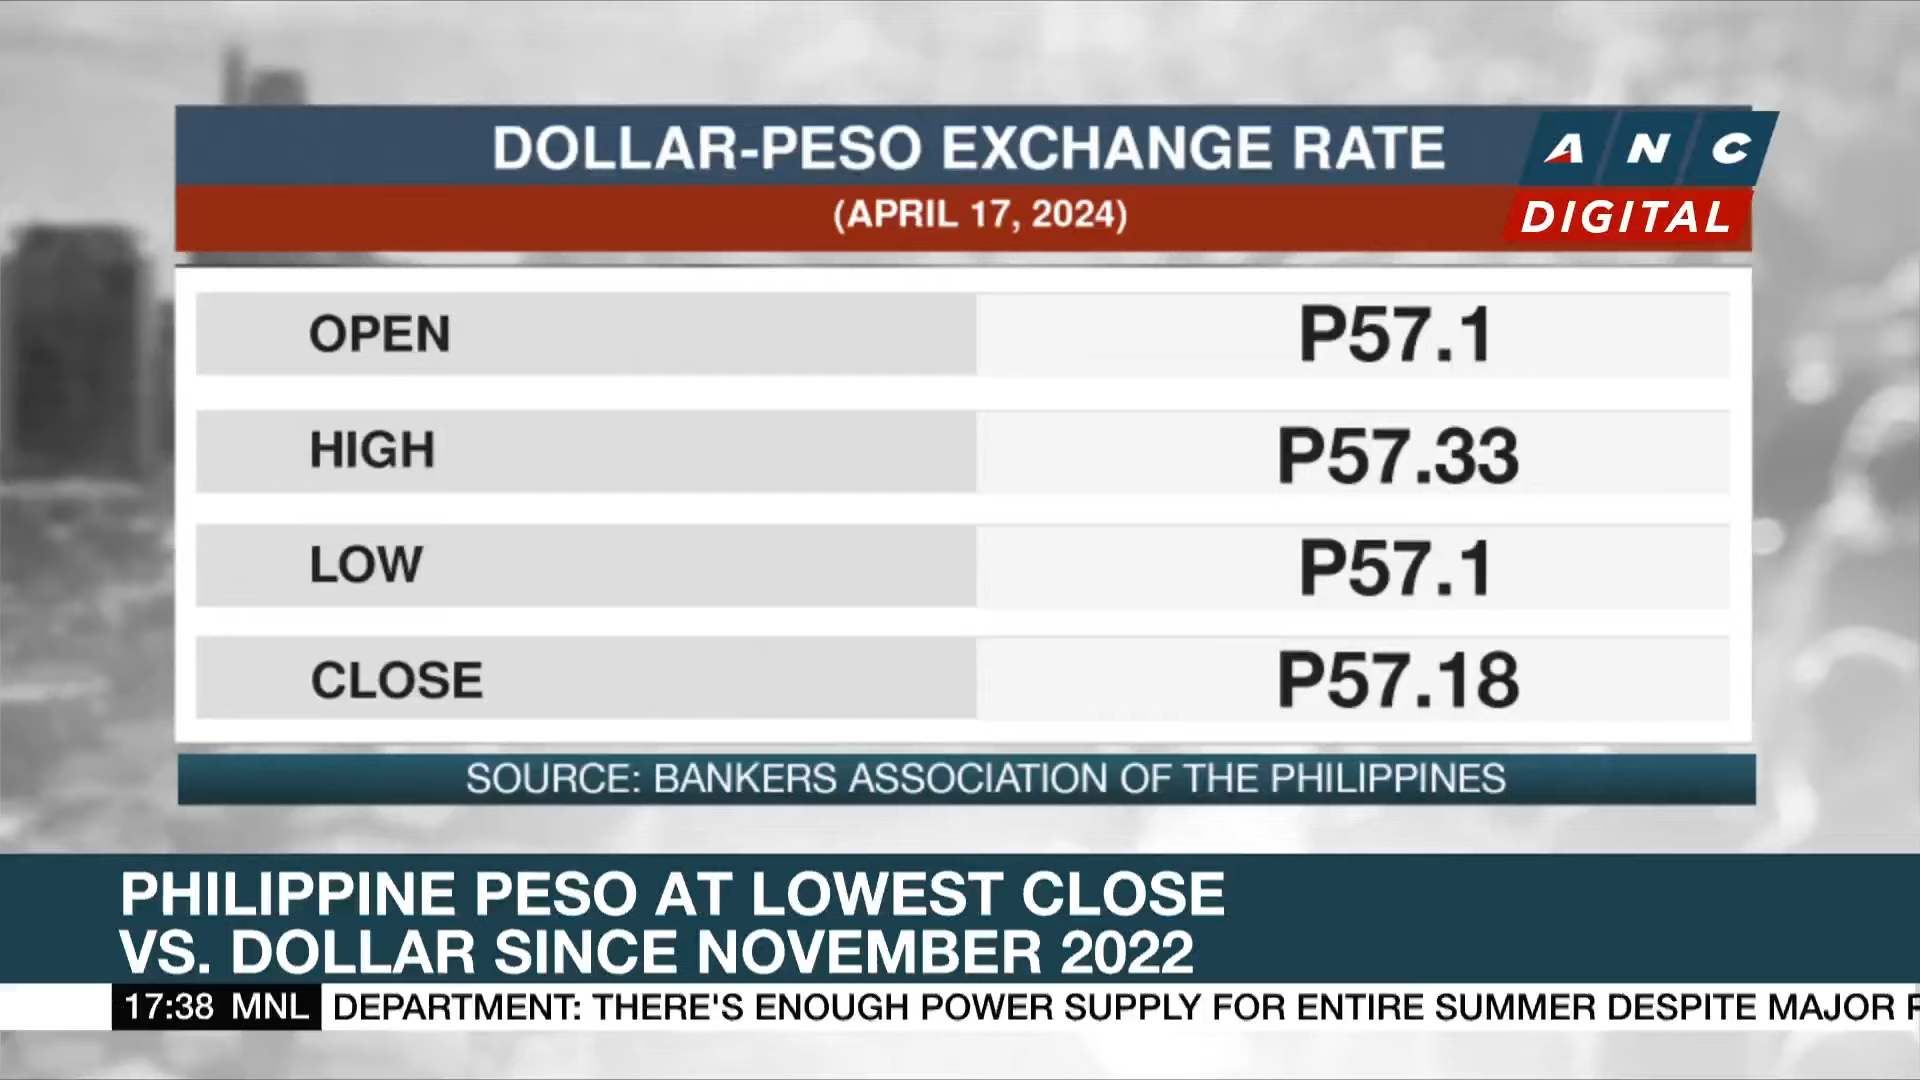 DOLLAR-PESO EXCHANGE RATE
ANC
(APRIL 17, 2024)
DIGITAL
OPEN P57.1
HIGH P57.33
LOW P57.1
CLOSE P57.18
SOURCE: BANKERS ASSOCIATION OF THE PHILIPPINES
PHILIPPINE PESO AT LOWEST CLOSE
VS. DOLLAR SINCE NOVEMBER 2022
17:38 MNL DEPARTMENT: THERE'S ENOUGH POWER SUPPLY FOR ENTIRE SUMMER DESPITE MAJOR